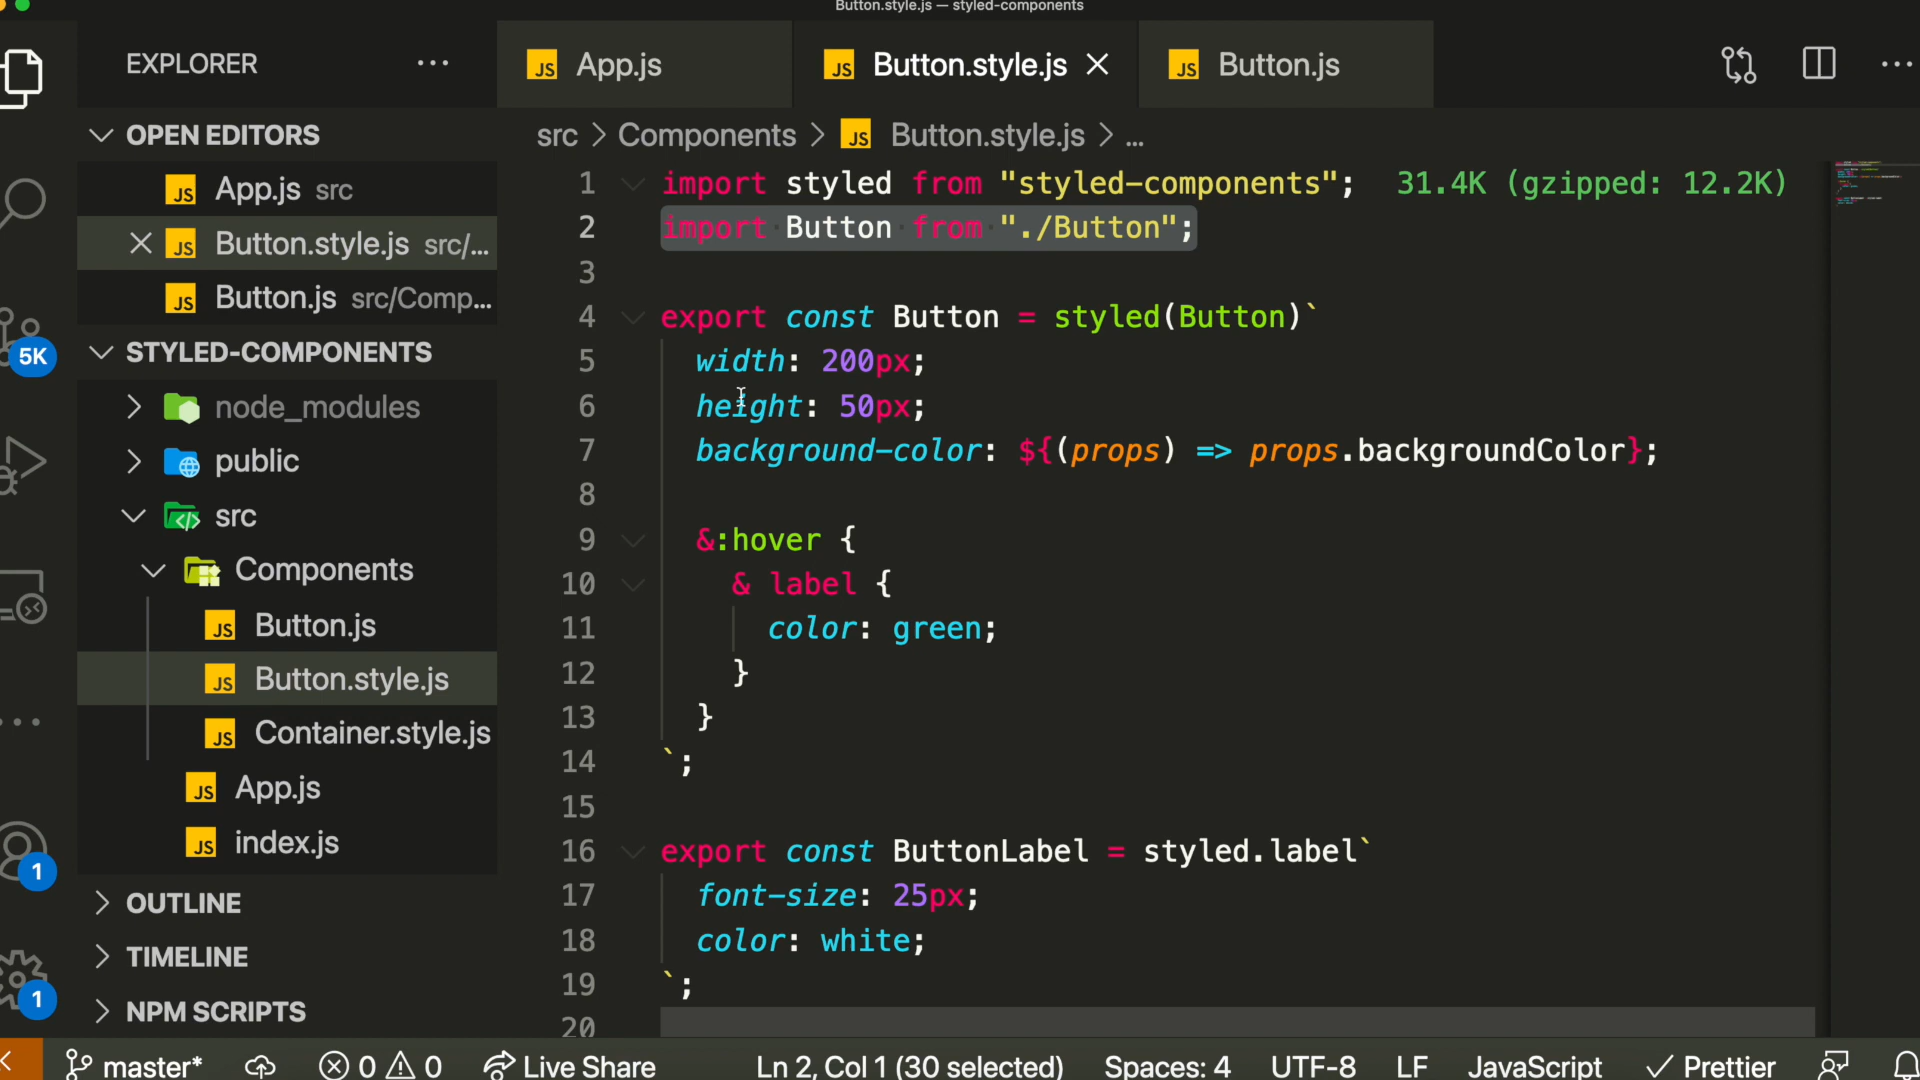 Button.style.js — styled-components
EXPLORER
App.js
Button.style.js
Button.js
OPEN EDITORS
App.js src
Button.style.js src/...
Button.js src/Comp...
5K
STYLED-COMPONENTS
node_modules
public
src
Components
Button.js
Button.style.js
Container.style.js
App.js
index.js
1
OUTLINE
TIMELINE
1
NPM SCRIPTS
src > Components > JS Button.style.js > ...
1 import styled from "styled-components"; 31.4K (gzipped: 12.2K)
2 import Button from "./Button";
3
4 export const Button = styled(Button)`
5 width: 200px;
6 height: 50px;
7 background-color: ${(props) => props.backgroundColor};
8
9 &:hover {
10 & label {
11 color: green;
12 }
13 }
14 `;
15
16 export const ButtonLabel = styled.label`
17 font-size: 25px;
18 color: white;
19 `;
20
master* 0 0 Live Share Ln 2, Col 1 (30 selected) Spaces: 4 UTF-8 LF JavaScript Prettier